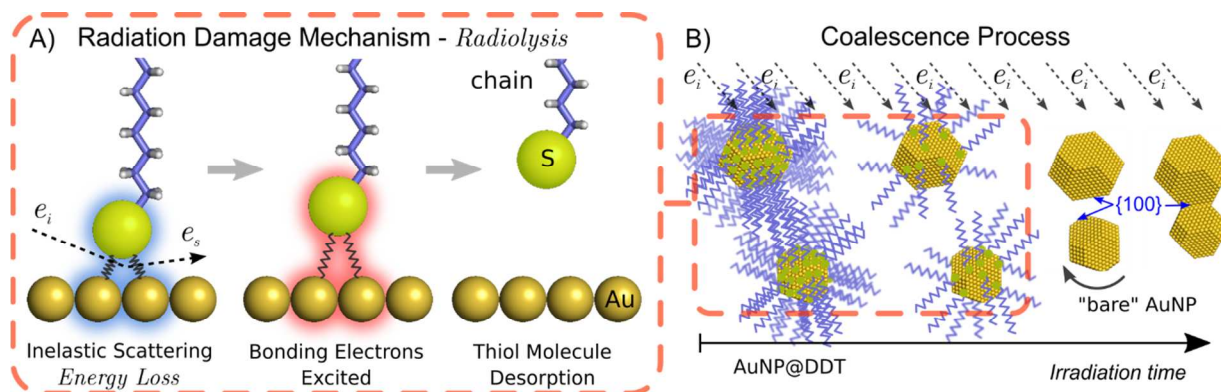 A) Radiation Damage Mechanism - Radiolysis
chain
S
e_i
e_s
Au
Inelastic Scattering
Energy Loss
Bonding Electrons
Excited
Thiol Molecule
Desorption
B) Coalescence Process
e_i e_i e_i e_i e_i e_i e_i
{100}
"bare" AuNP
AuNP@DDT
Irradiation time